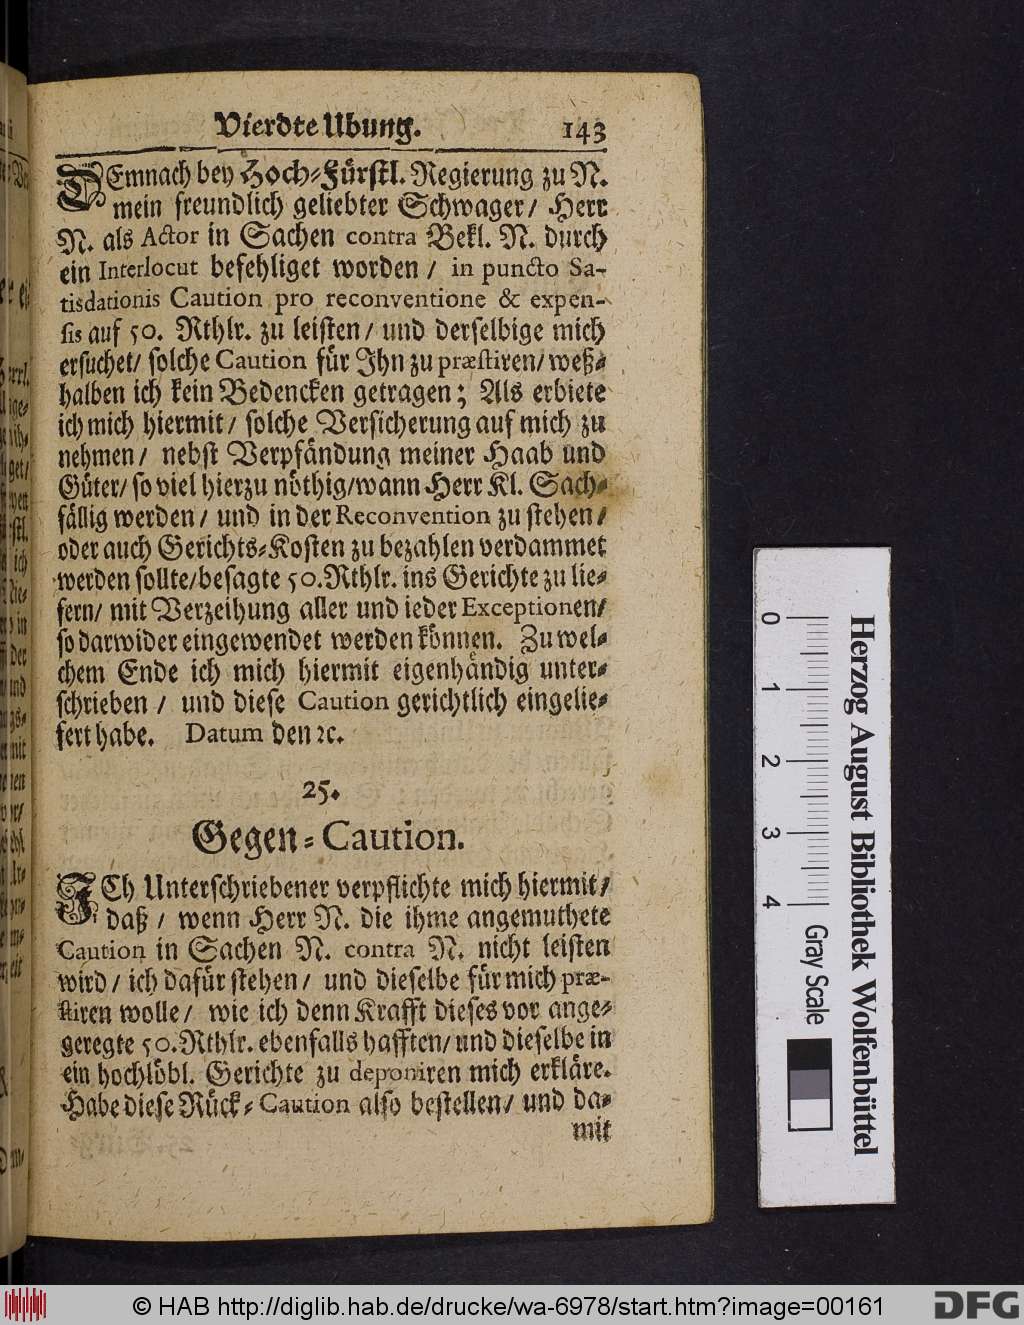 Vierdte Ubung. 143
DEmnach bey Hoch-Fürstl. Regierung zu N.
mein freundlich geliebter Schwager / Herr
N. als Actor in Sachen contra Bekl. N. durch
ein Interlocut befehliget worden / in puncto Sa-
tisdationis Caution pro reconventione & expen-
sis auf 50. Rthlr. zu leisten / und derselbige mich
ersuchet / solche Caution für Ihn zu præstiren / weß-
halben ich kein Bedencken getragen; Als erbiete
ich mich hiermit / solche Versicherung auf mich zu
nehmen / nebst Verpfändung meiner Haab und
Güter / so viel hierzu nöthig / wann Herr Kl. Sach-
fällig werden / und in der Reconvention zu stehen /
oder auch Gerichts-Kosten zu bezahlen verdammet
werden sollte / besagte 50. Rthlr. ins Gerichte zu lie-
fern / mit Verzeihung aller und ieder Exceptionen /
so darwider eingewendet werden können. Zu wel-
chem Ende ich mich hiermit eigenhändig unter-
schrieben / und diese Caution gerichtlich eingelie-
fert habe. Datum den ꝛc.
25.
Gegen-Caution.
ICh Unterschriebener verpflichte mich hiermit /
daß / wenn Herr N. die ihme angemuthete
Caution in Sachen N. contra N. nicht leisten
wird / ich dafür stehen / und dieselbe für mich præ-
stiren wolle / wie ich denn Krafft dieses vor ange-
geregte 50. Rthlr. ebenfalls hafften / und dieselbe in
ein hochlöbl. Gerichte zu deponiren mich erkläre.
Habe diese Rück-Caution also bestellen / und da-
mit
0 1 2 3 4 Gray Scale
Herzog August Bibliothek Wolfenbüttel
© HAB http://diglib.hab.de/drucke/wa-6978/start.htm?image=00161
DFG